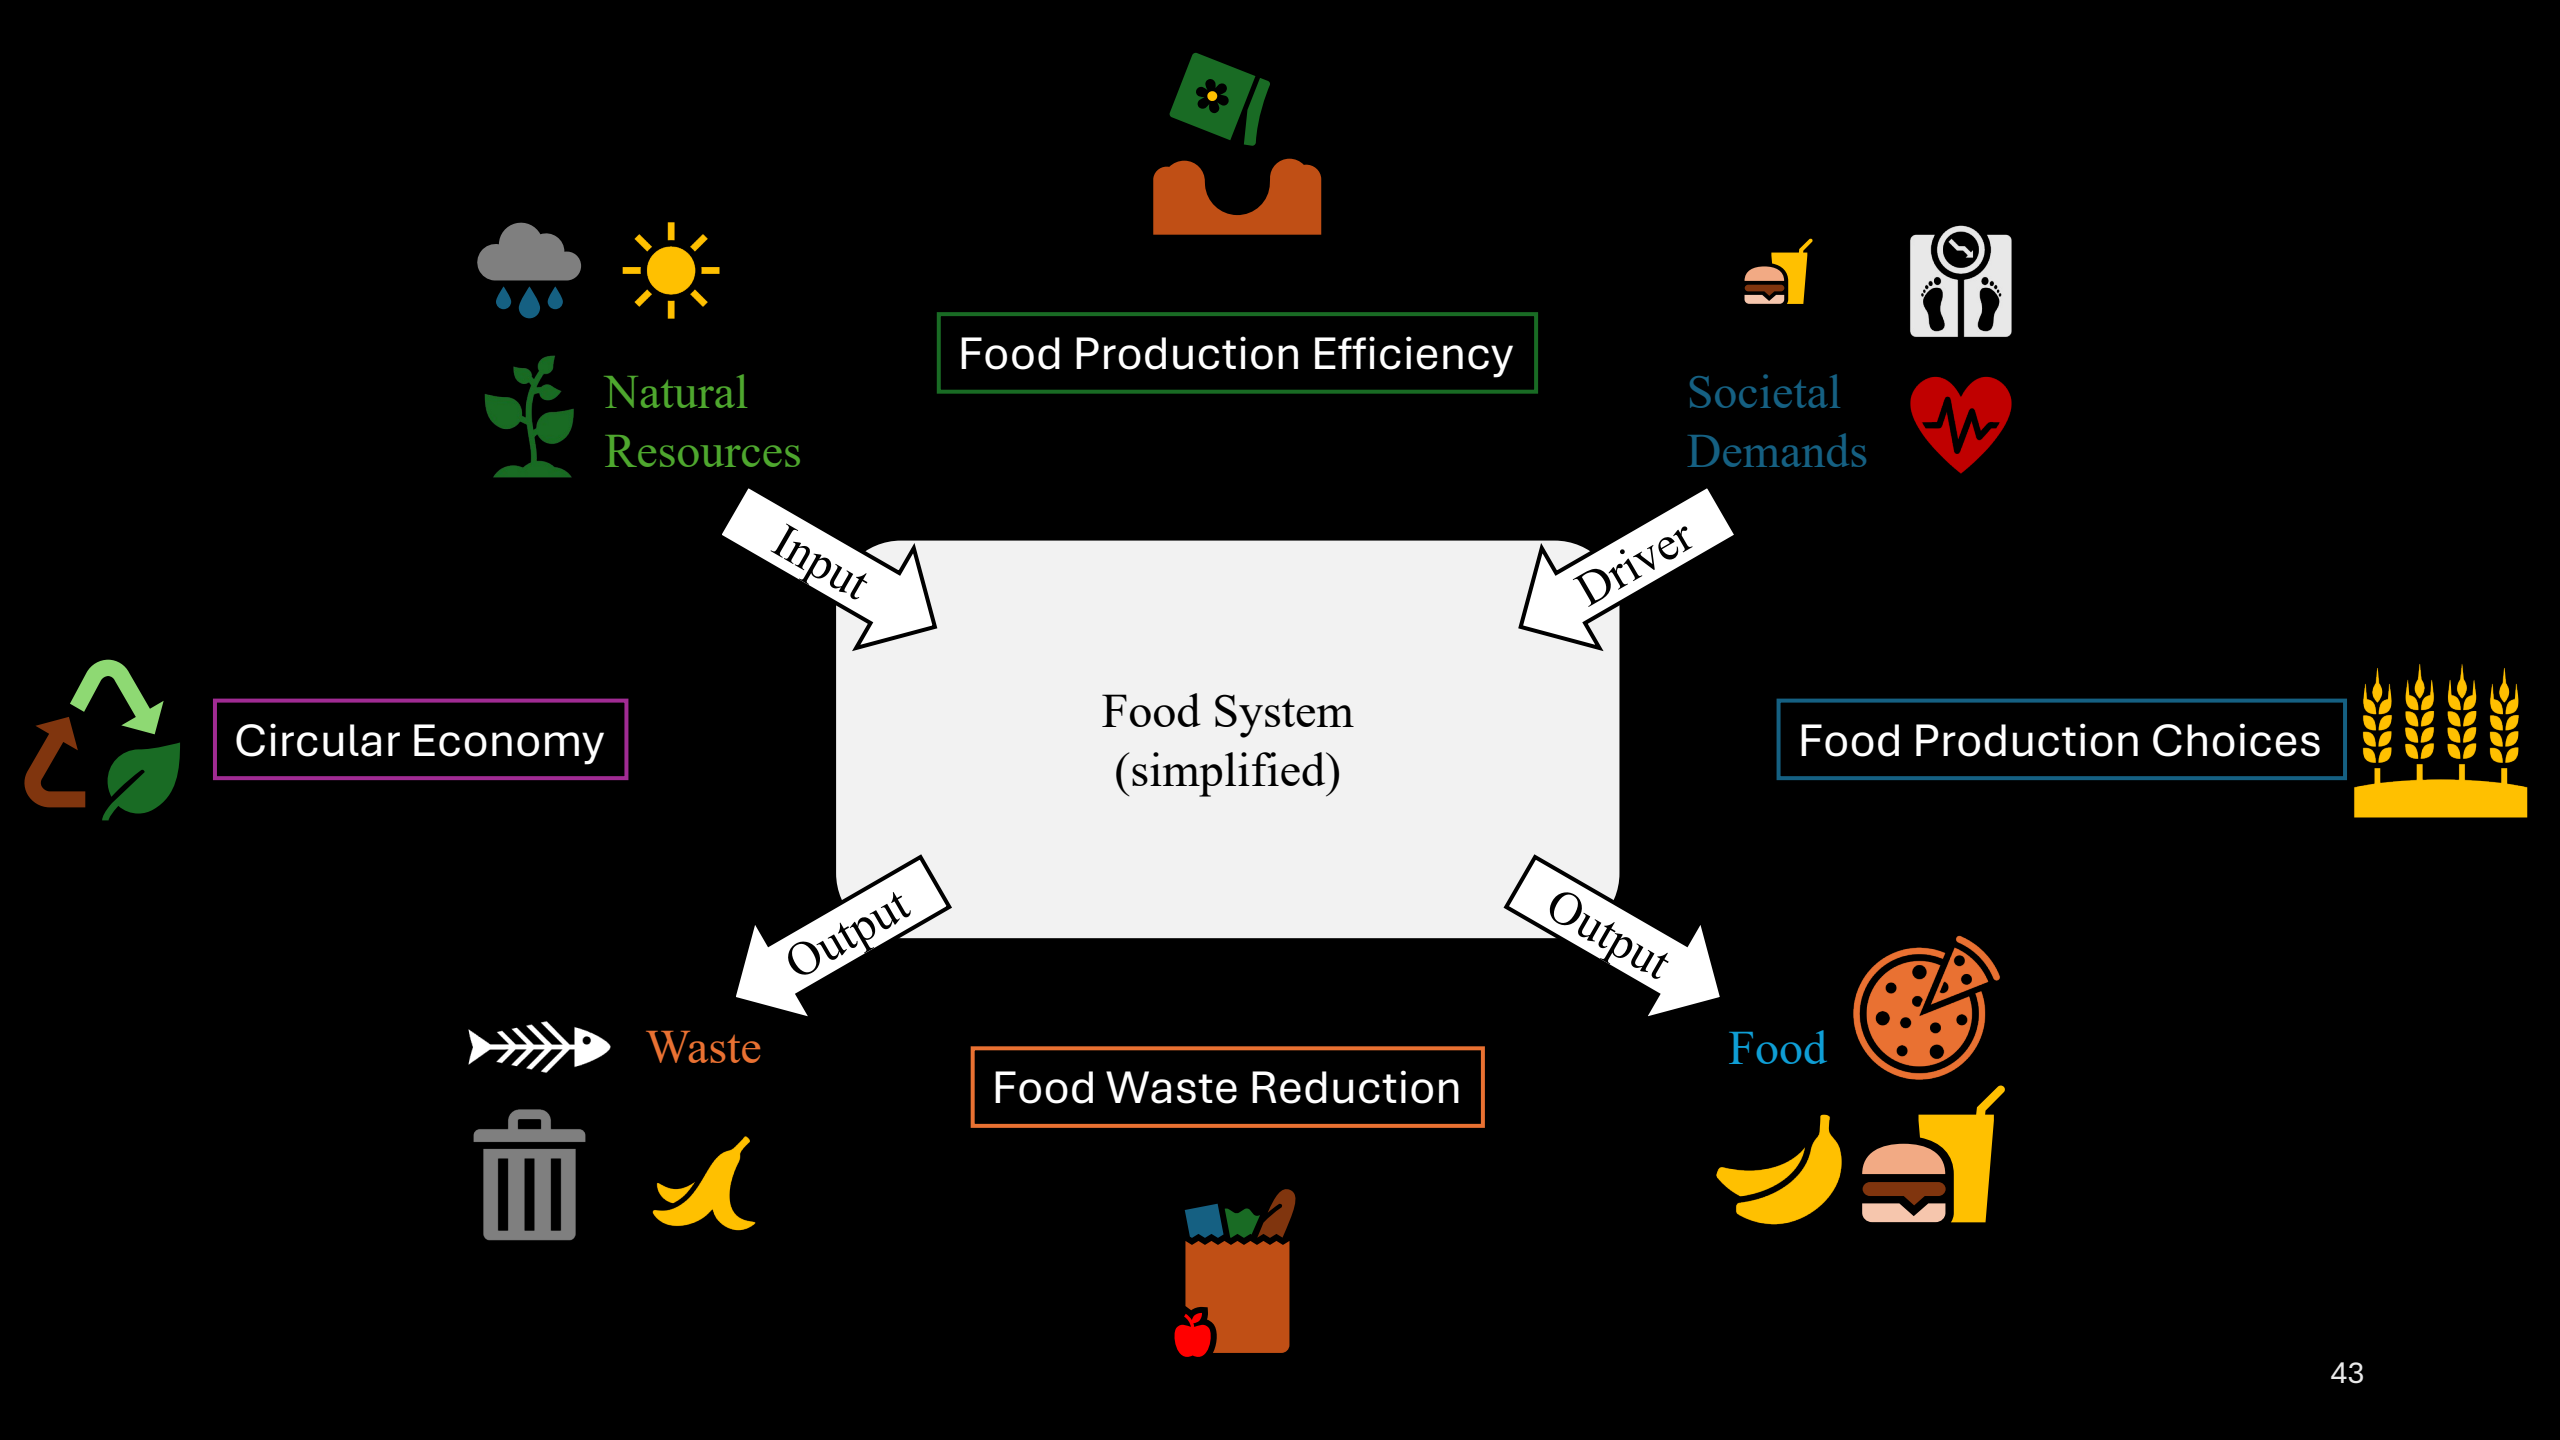 Food Production Efficiency
Natural
Resources
Societal
Demands
Input
Driver
Circular Economy
Food System
(simplified)
Food Production Choices
Output
Output
Waste
Food
Food Waste Reduction
43